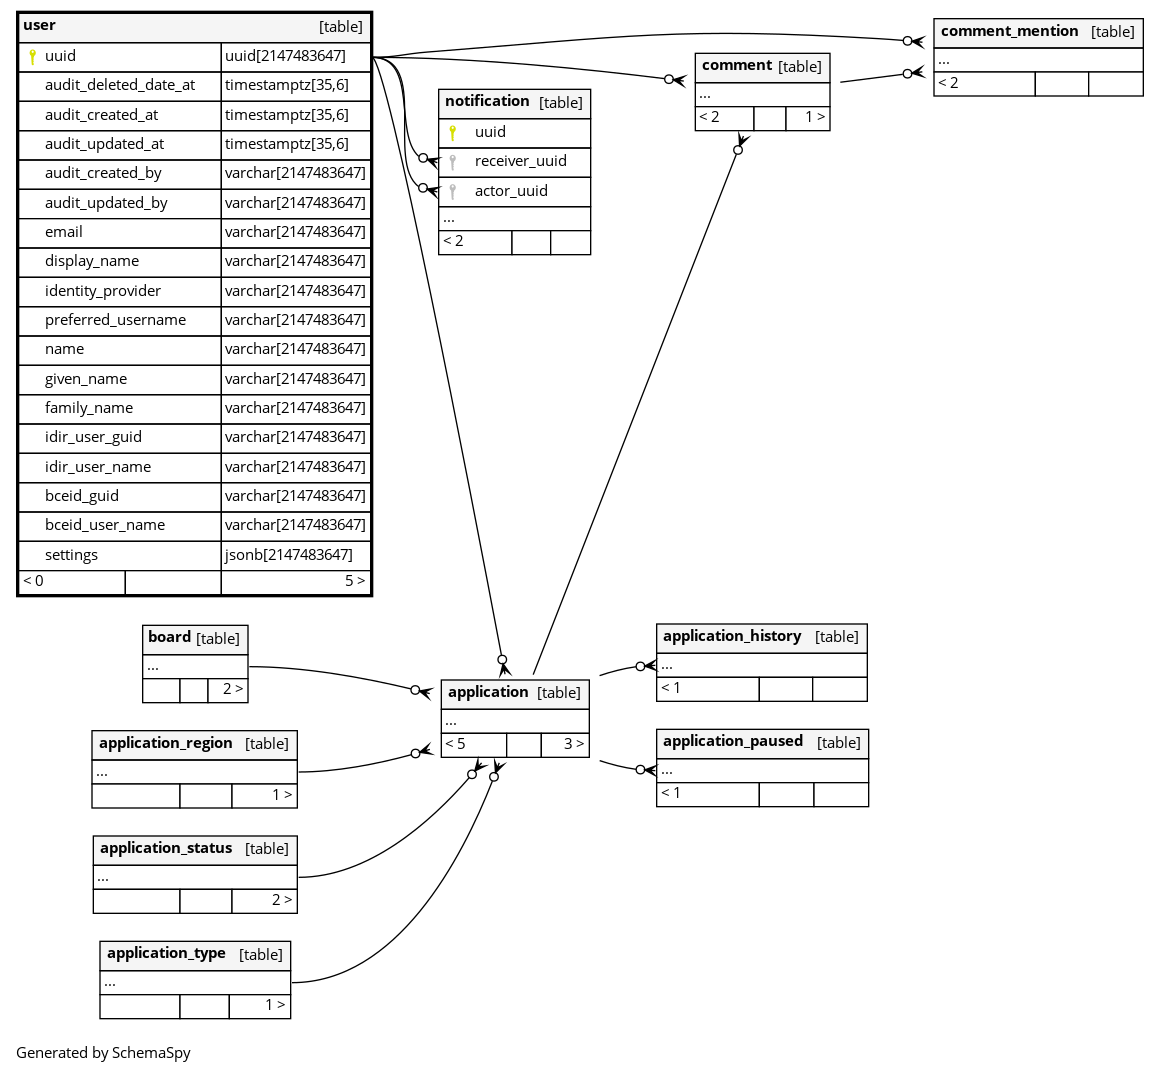 user [table]
uuid uuid[2147483647]
audit_deleted_date_at timestamptz[35,6]
audit_created_at timestamptz[35,6]
audit_updated_at timestamptz[35,6]
audit_created_by varchar[2147483647]
audit_updated_by varchar[2147483647]
email varchar[2147483647]
display_name varchar[2147483647]
identity_provider varchar[2147483647]
preferred_username varchar[2147483647]
name varchar[2147483647]
given_name varchar[2147483647]
family_name varchar[2147483647]
idir_user_guid varchar[2147483647]
idir_user_name varchar[2147483647]
bceid_guid varchar[2147483647]
bceid_user_name varchar[2147483647]
settings jsonb[2147483647]
< 0 5 >
notification [table]
uuid
receiver_uuid
actor_uuid
...
< 2
comment [table]
...
< 2 1 >
comment_mention [table]
...
< 2
board [table]
...
2 >
application_region [table]
...
1 >
application_status [table]
...
2 >
application_type [table]
...
1 >
application [table]
...
< 5 3 >
application_history [table]
...
< 1
application_paused [table]
...
< 1
Generated by SchemaSpy